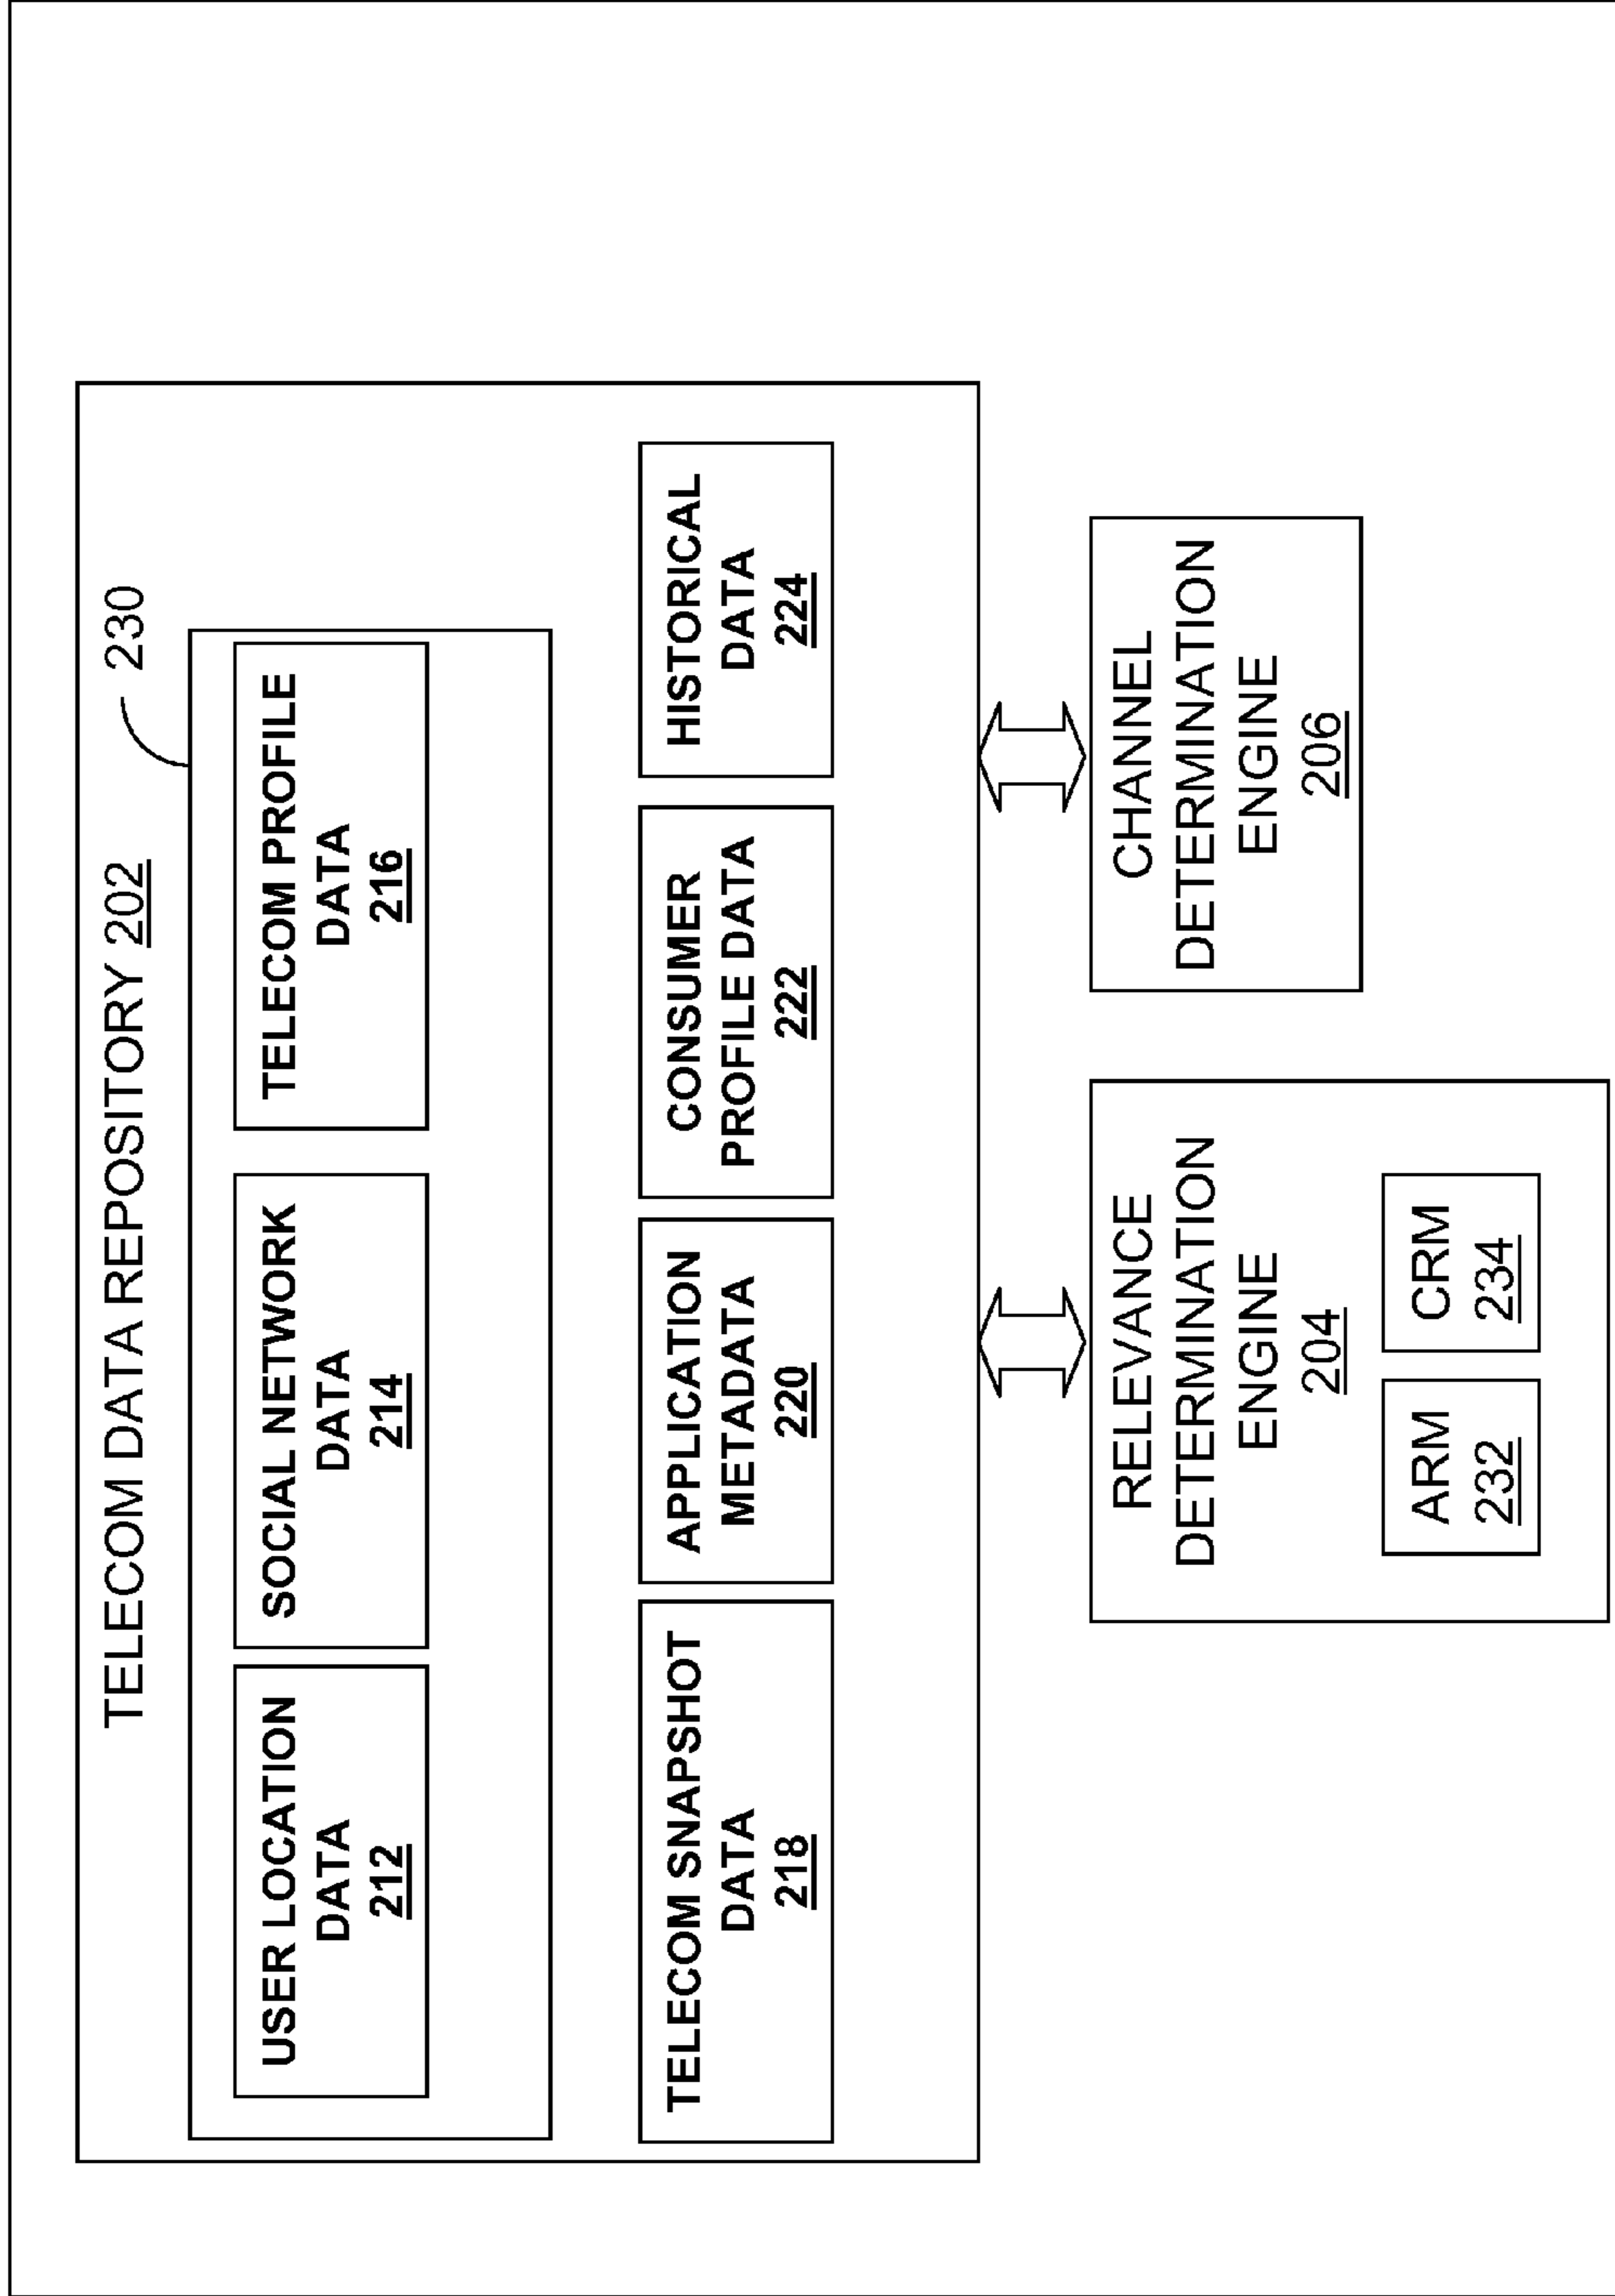 TELECOM DATA REPOSITORY 202
230
USER LOCATION
DATA
212
SOCIAL NETWORK
DATA
214
TELECOM PROFILE
DATA
216
TELECOM SNAPSHOT
DATA
218
APPLICATION
METADATA
220
CONSUMER
PROFILE DATA
222
HISTORICAL
DATA
224
RELEVANCE
DETERMINATION
ENGINE
204
ARM
232
CRM
234
CHANNEL
DETERMINATION
ENGINE
206